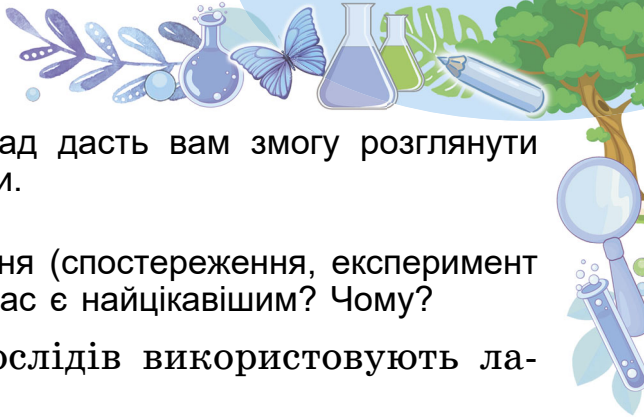 ад дасть вам змогу розглянути
и.
ня (спостереження, експеримент
ас є найцікавішим? Чому?
ослідів використовують ла-